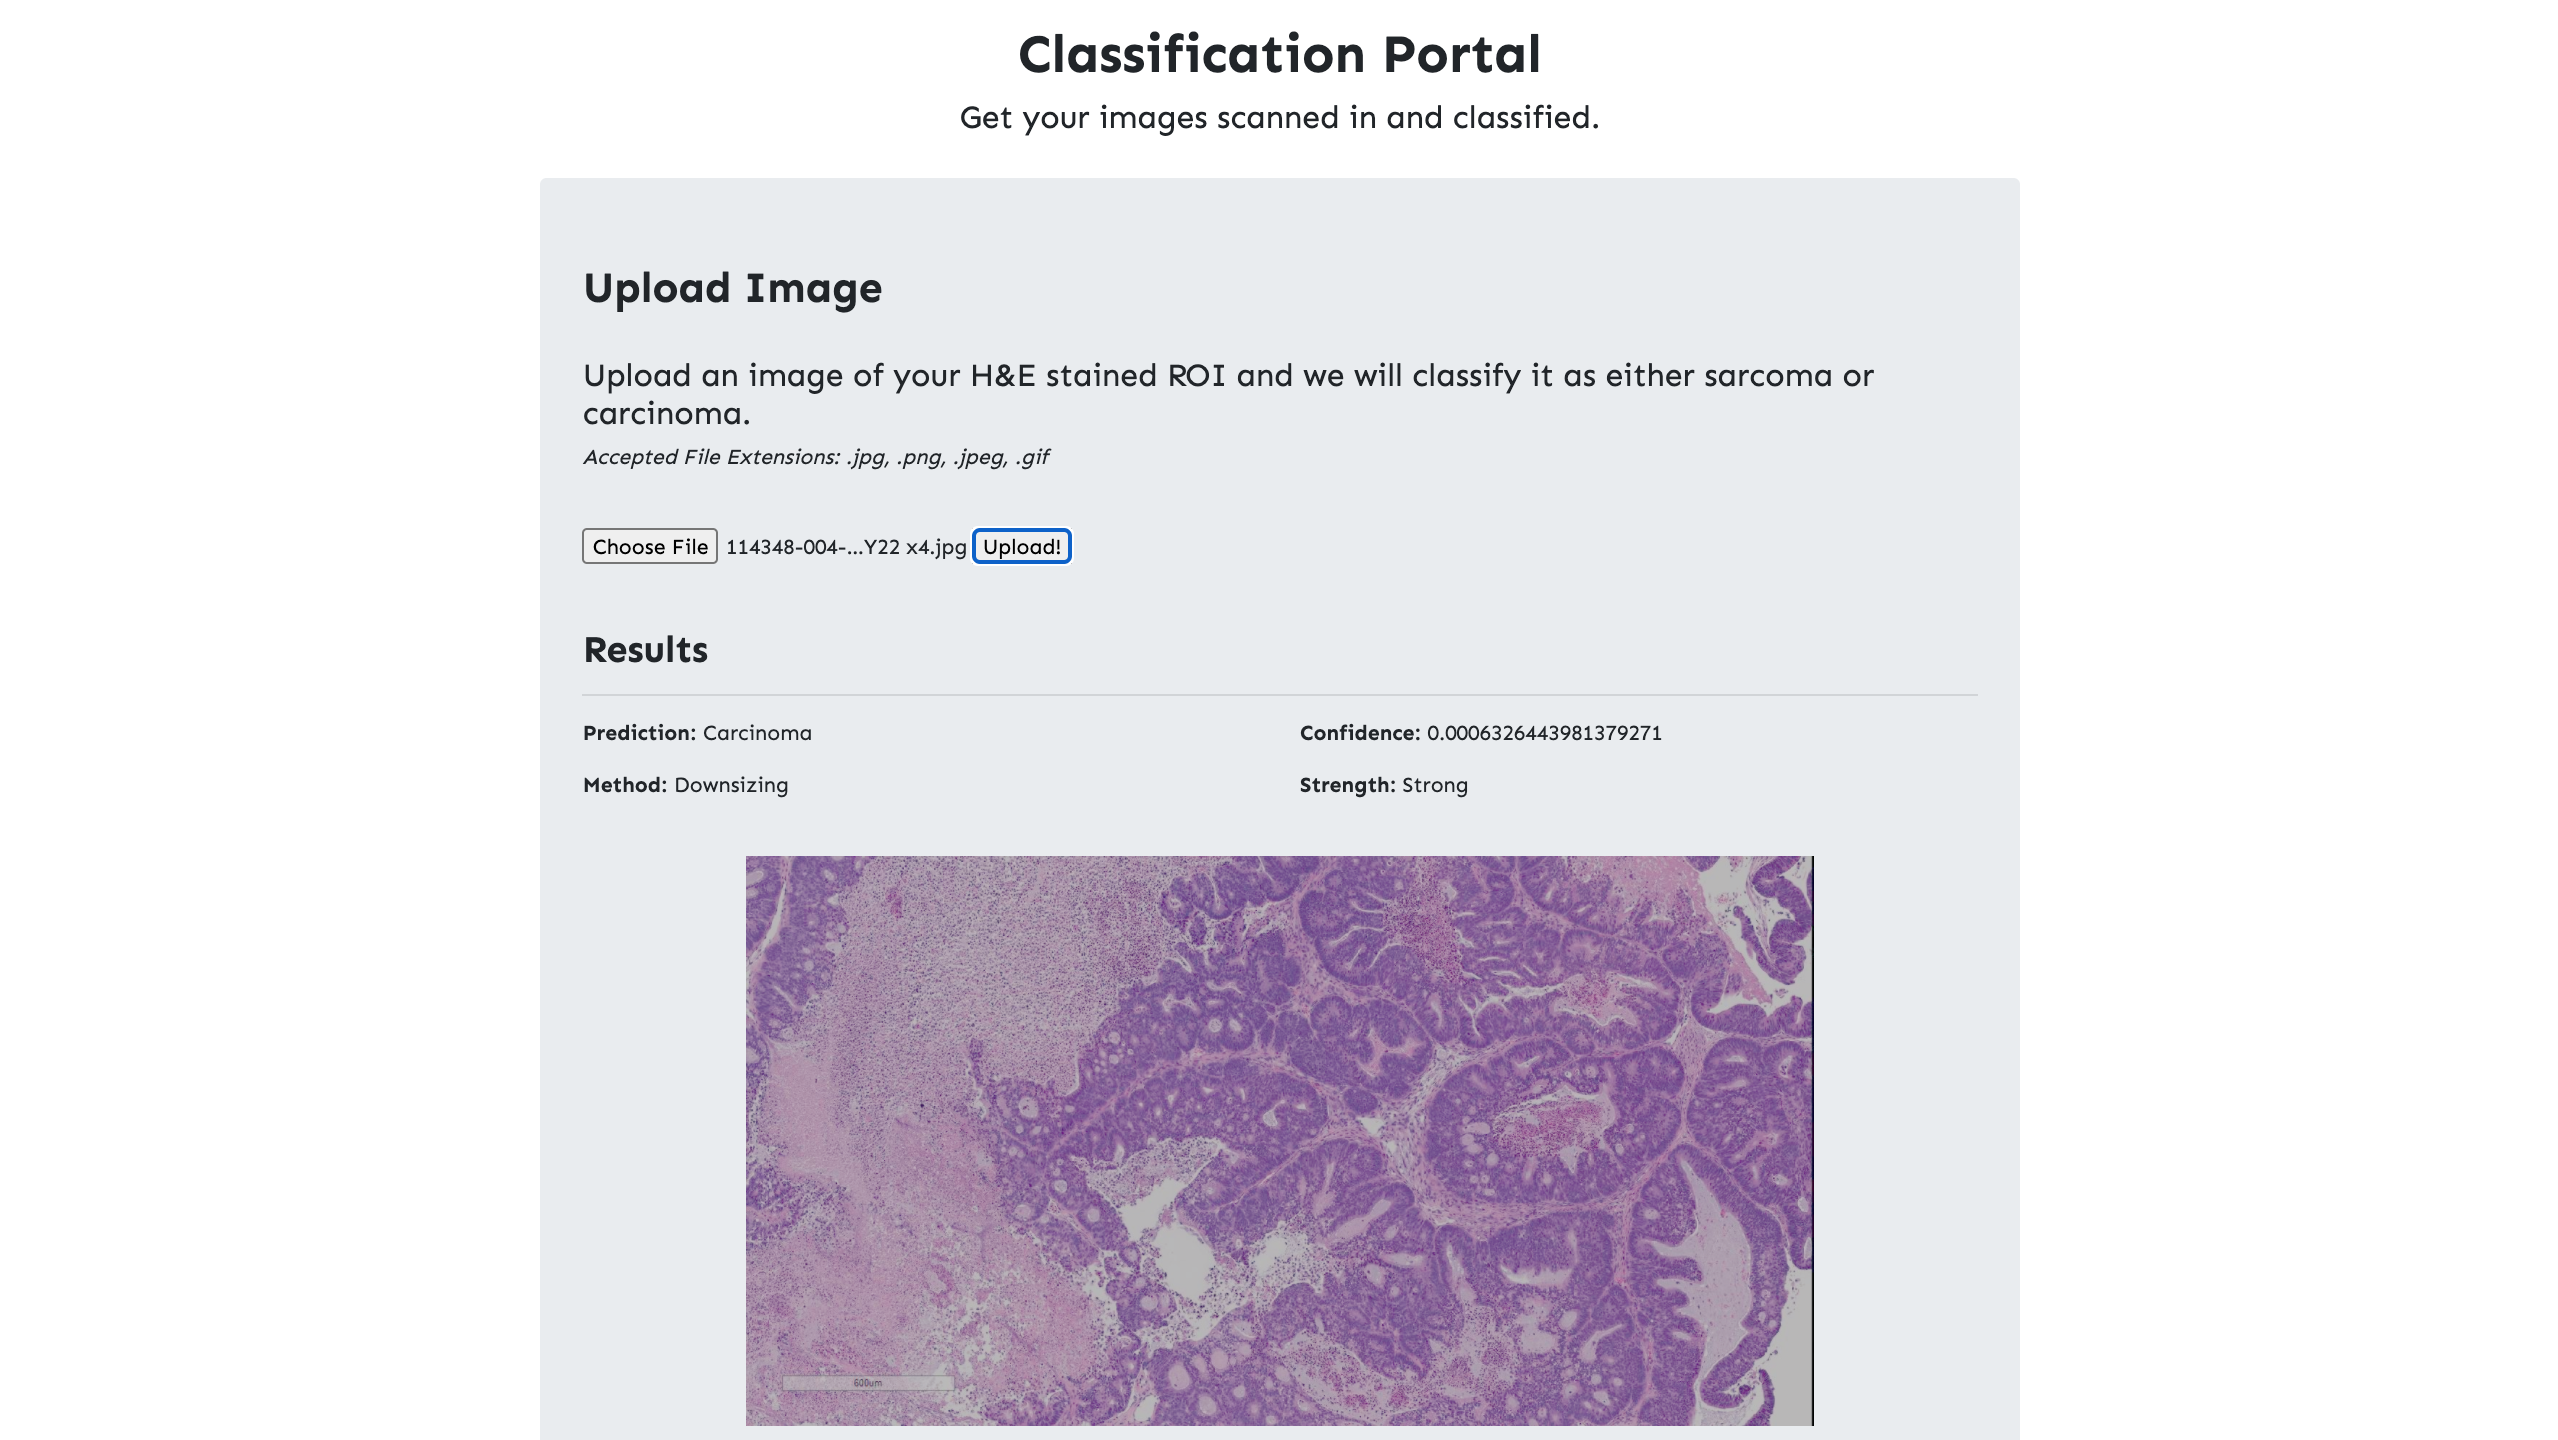 Classification Portal
Get your images scanned in and classified.
Upload Image
Upload an image of your H&E stained ROI and we will classify it as either sarcoma or
carcinoma.
Accepted File Extensions: .jpg, .png, .jpeg, .gif
Choose File 114348-004-...Y22 x4.jpg Upload!
Results
Prediction: Carcinoma Confidence: 0.0006326443981379271
Method: Downsizing Strength: Strong
600um